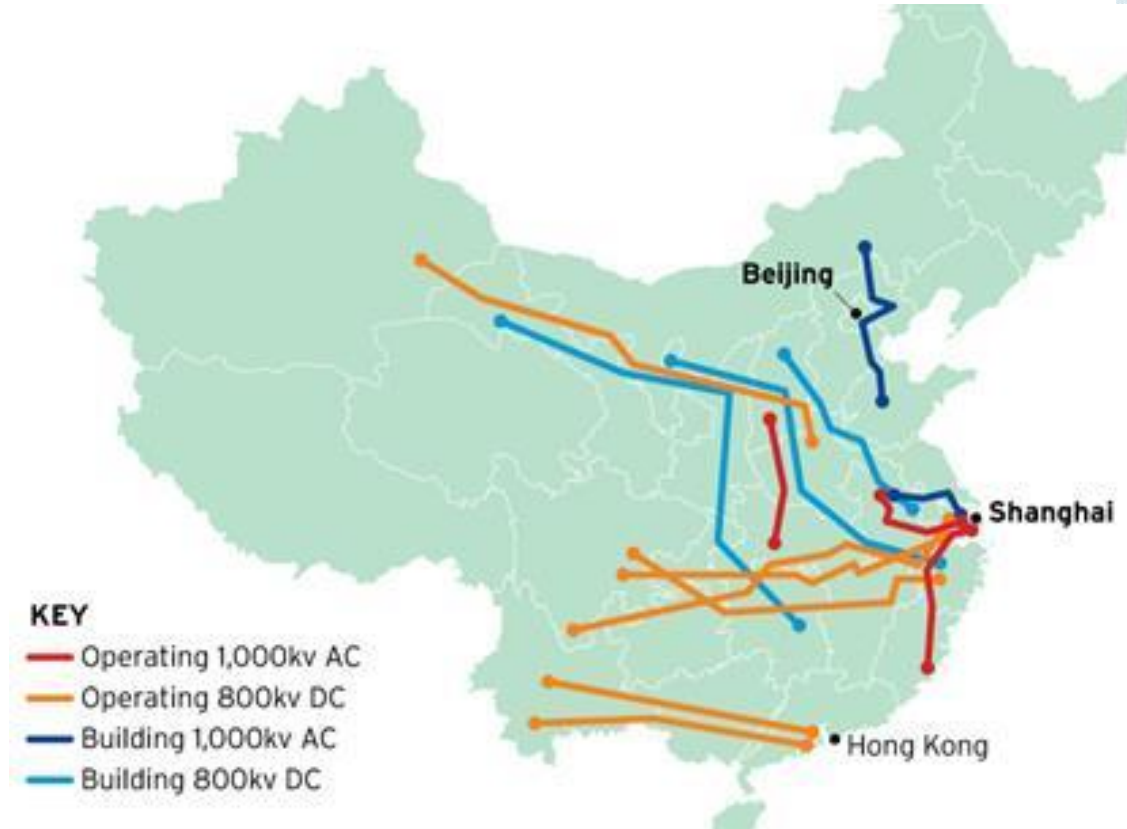 Beijing
Shanghai
KEY
Operating 1,000kv AC
Operating 800kv DC
Building 1,000kv AC
Building 800kv DC
Hong Kong